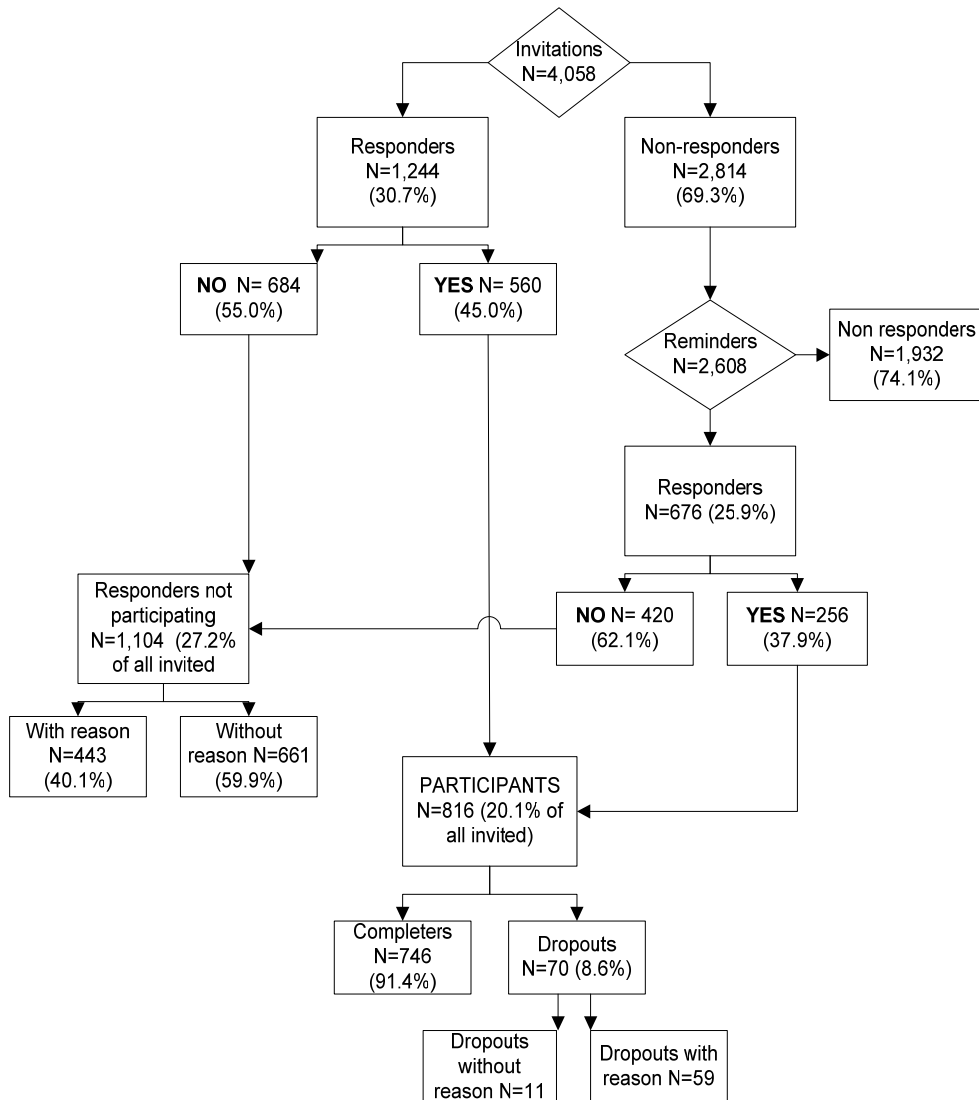 Invitations
N=4,058
Responders
N=1,244
(30.7%)
Non-responders
N=2,814
(69.3%)
NO N= 684
(55.0%)
YES N= 560
(45.0%)
Reminders
N=2,608
Non responders
N=1,932
(74.1%)
Responders
N=676 (25.9%)
Responders not
participating
N=1,104 (27.2%
of all invited
NO N= 420
(62.1%)
YES N=256
(37.9%)
With reason
N=443
(40.1%)
Without
reason N=661
(59.9%)
PARTICIPANTS
N=816 (20.1% of
all invited)
Completers
N=746
(91.4%)
Dropouts
N=70 (8.6%)
Dropouts
without
reason N=11
Dropouts with
reason N=59